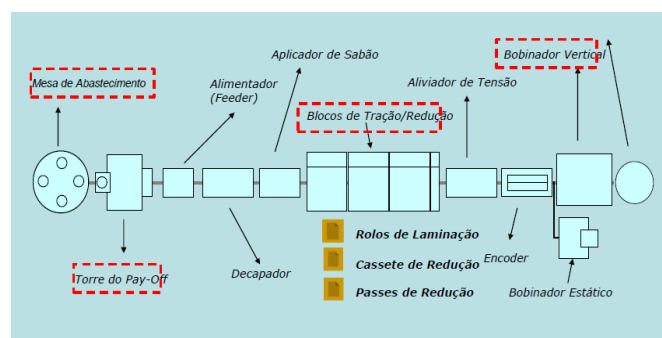 Aplicador de Sabão
Bobinador Vertical
Mesa de Abastecimento
Alimentador
(Feeder)
Aliviador de Tensão
Blocos de Tração/Redução
Rolos de Laminação
Cassete de Redução
Passes de Redução
Encoder
Decapador
Torre do Pay-Off
Bobinador Estático